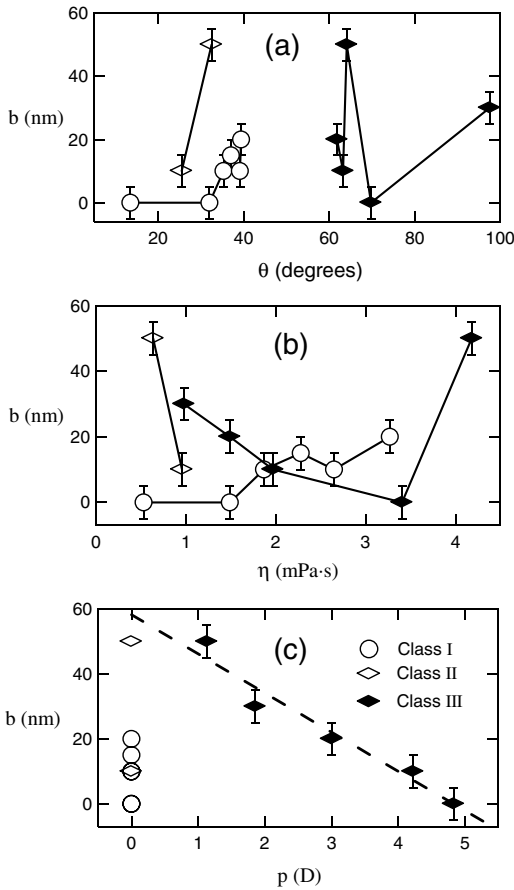 60
(a)
40
b (nm)
20
0
20 40 60 80 100
θ (degrees)
60
(b)
40
b (nm)
20
0
0 1 2 3 4
η (mPa·s)
60
(c)
Class I
Class II
Class III
40
b (nm)
20
0
0 1 2 3 4 5
p (D)